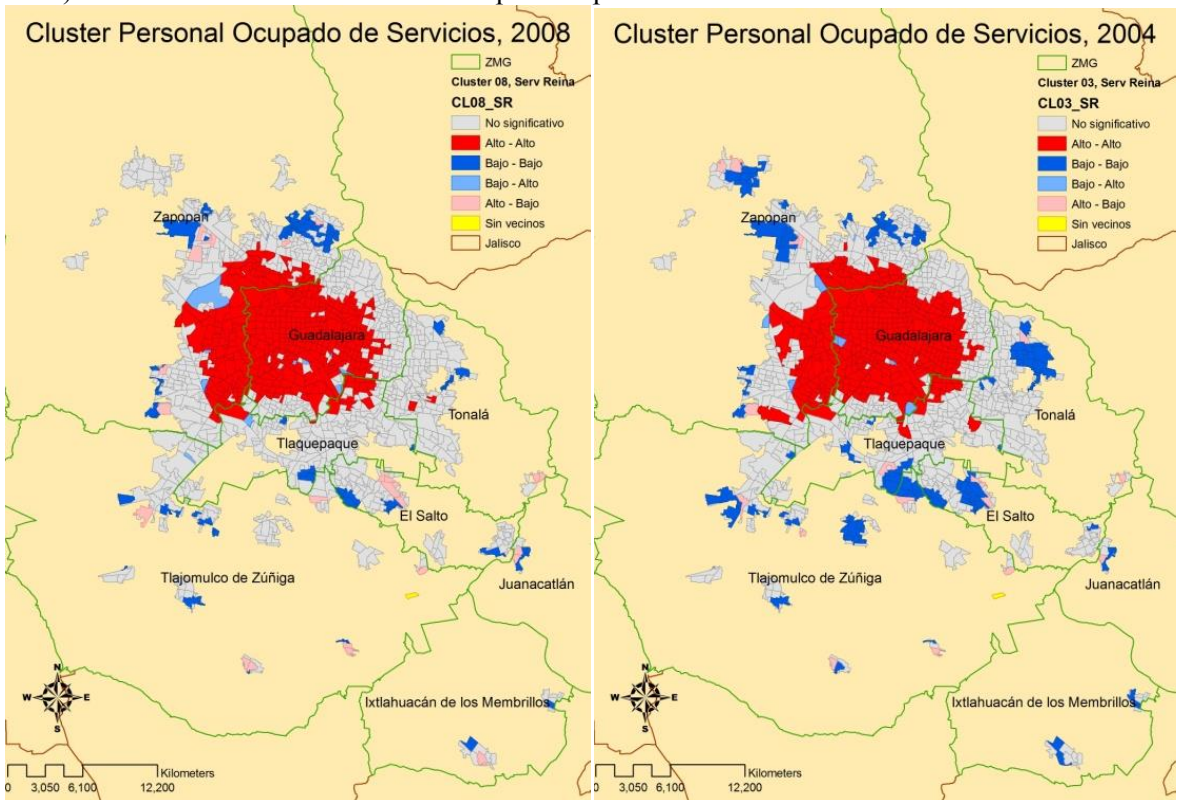 Cluster Personal Ocupado de Servicios, 2008
ZMG
Cluster 08, Serv Reina
CL08_SR
No significativo
Alto - Alto
Bajo - Bajo
Bajo - Alto
Alto - Bajo
Sin vecinos
Jalisco
Zapopan
Guadalajara
Tonalá
Tlaquepaque
El Salto
Tlajomulco de Zúñiga
Juanacatlán
Ixtlahuacán de los Membrillos
N
W E
S
Kilometers
0 3,050 6,100 12,200
Cluster Personal Ocupado de Servicios, 2004
ZMG
Cluster 03, Serv Reina
CL03_SR
No significativo
Alto - Alto
Bajo - Bajo
Bajo - Alto
Alto - Bajo
Sin vecinos
Jalisco
Zapopan
Guadalajara
Tonalá
Tlaquepaque
El Salto
Tlajomulco de Zúñiga
Juanacatlán
Ixtlahuacán de los Membrillos
N
W E
S
Kilometers
0 3,050 6,100 12,200